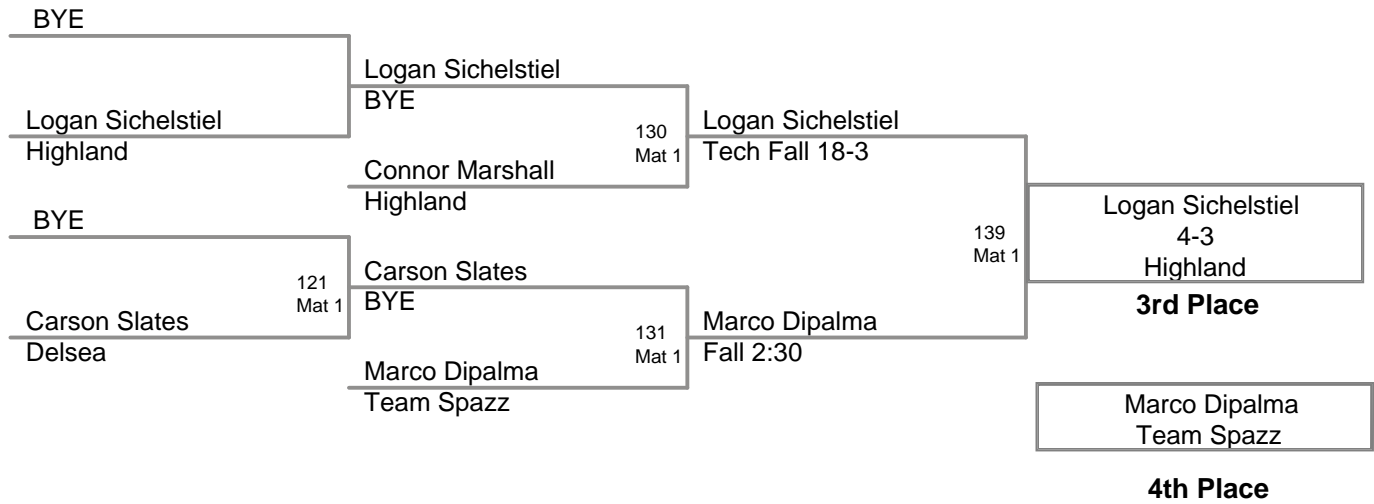 BYE
Logan Sichelstiel
BYE
Logan Sichelstiel
Highland
130
Mat 1
Logan Sichelstiel
Tech Fall 18-3
Connor Marshall
Highland
BYE
Logan Sichelstiel
4-3
Highland
139
Mat 1
Carson Slates
BYE
121
Mat 1
3rd Place
Carson Slates
Delsea
131
Mat 1
Marco Dipalma
Fall 2:30
Marco Dipalma
Team Spazz
Marco Dipalma
Team Spazz
4th Place